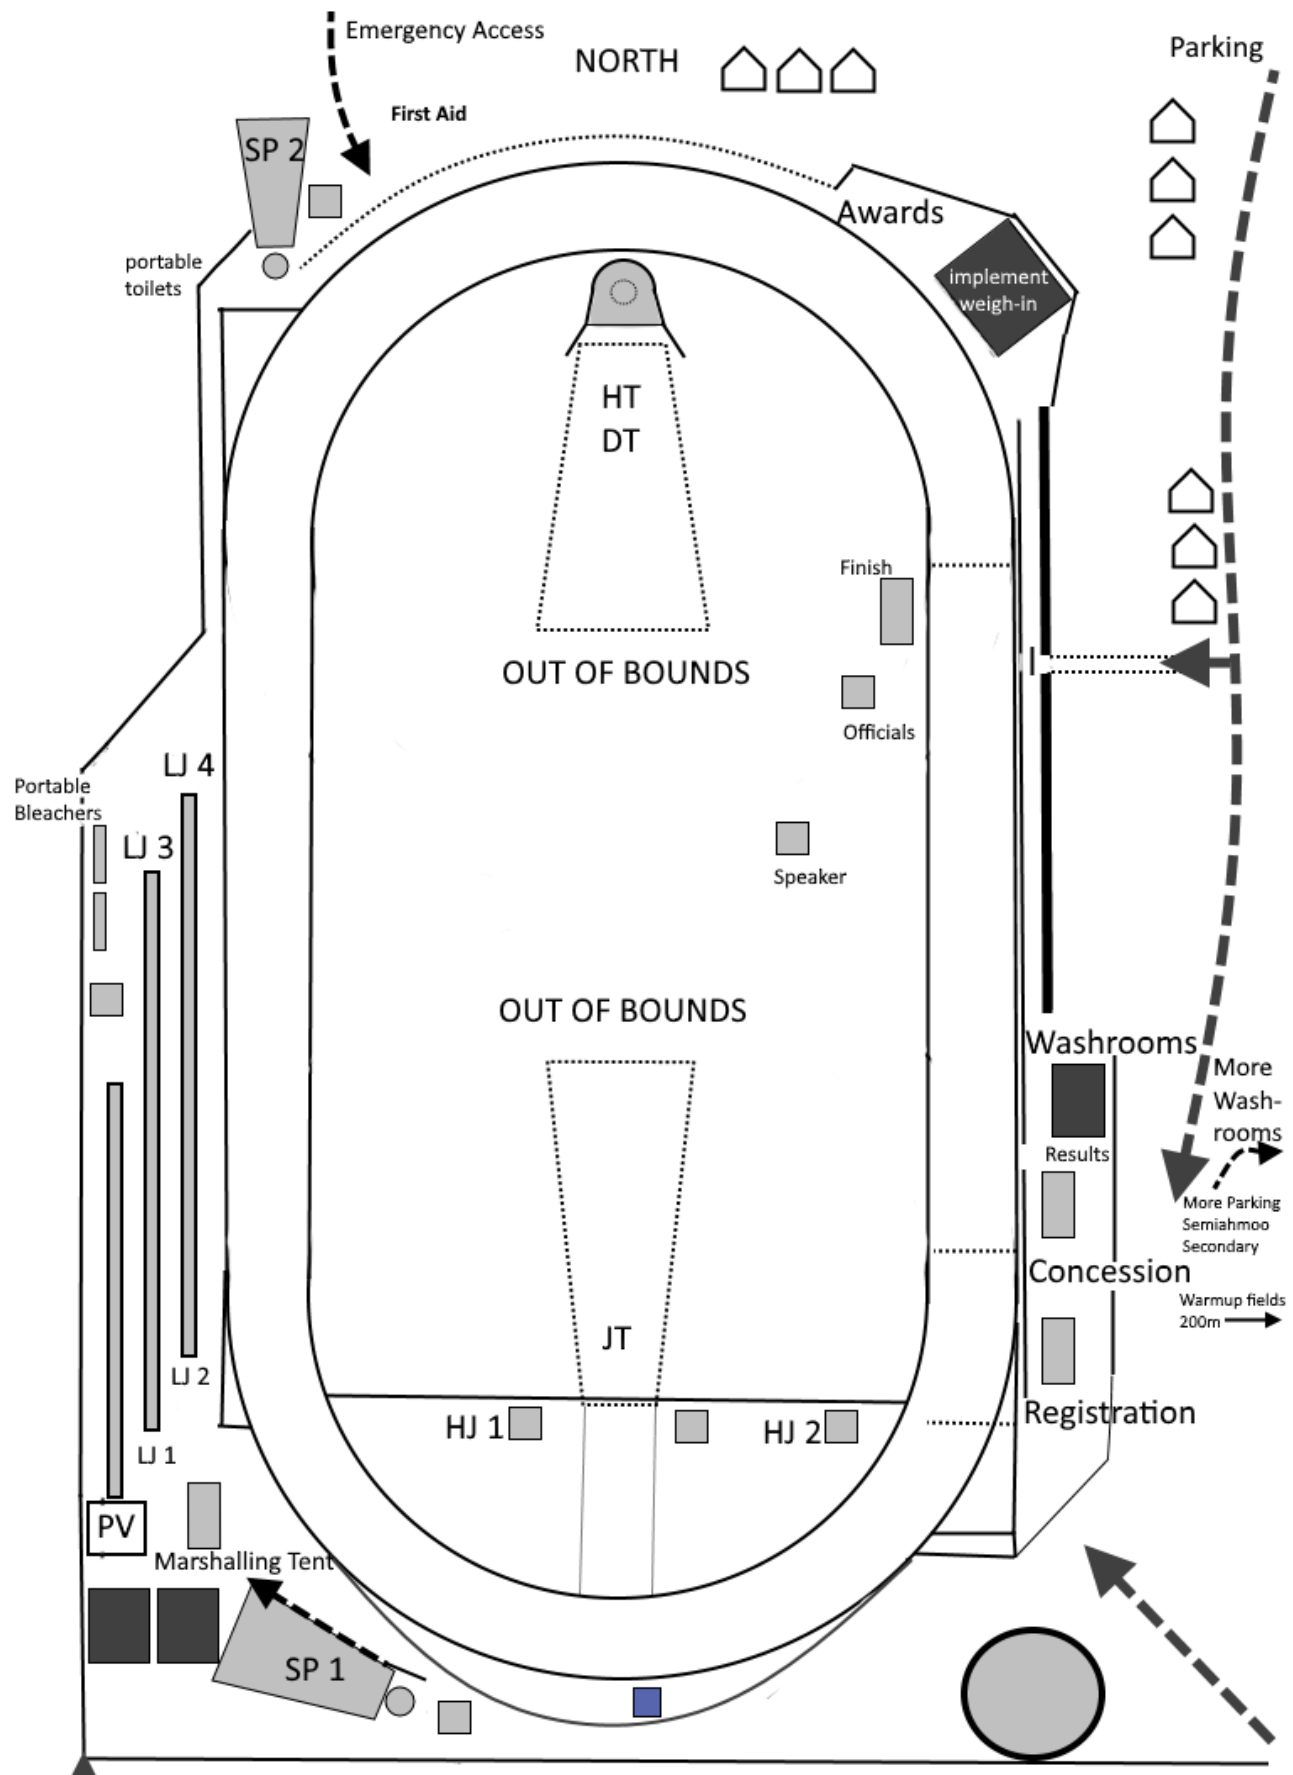 Emergency Access
NORTH
Parking
First Aid
SP 2
Awards
portable
toilets
implement
weigh-in
HT
DT
Finish
OUT OF BOUNDS
Officials
LJ 4
Portable
Bleachers
LJ 3
Speaker
OUT OF BOUNDS
Washrooms
More
Wash-
rooms
Results
More Parking
Semiahmoo
Secondary
Concession
Warmup fields
200m
JT
LJ 2
HJ 1
HJ 2
Registration
LJ 1
PV
Marshalling Tent
SP 1